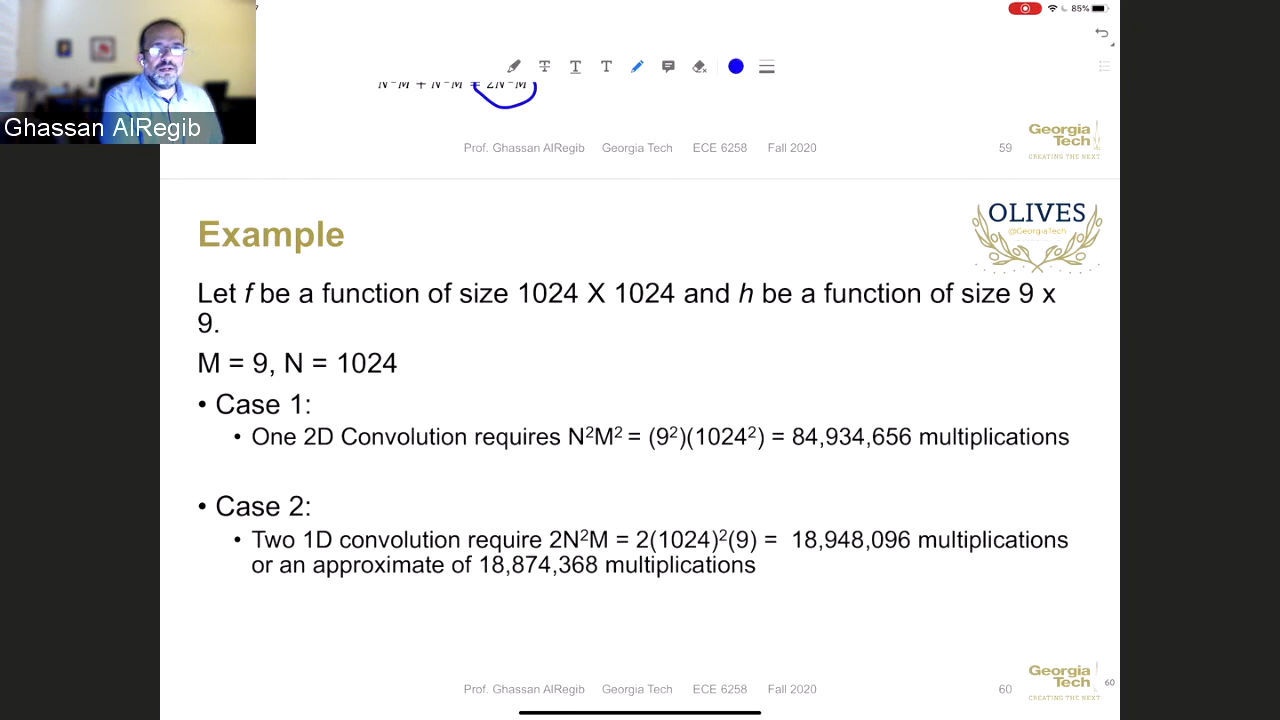 85%
T T T
N²M + N²M = 2N²M
Ghassan AlRegib
Prof. Ghassan AlRegib Georgia Tech ECE 6258 Fall 2020 59
Georgia
Tech
CREATING THE NEXT
OLIVES
@GeorgiaTech
Example
Let f be a function of size 1024 X 1024 and h be a function of size 9 x
9.
M = 9, N = 1024
• Case 1:
• One 2D Convolution requires N²M² = (9²)(1024²) = 84,934,656 multiplications
• Case 2:
• Two 1D convolution require 2N²M = 2(1024)²(9) = 18,948,096 multiplications
or an approximate of 18,874,368 multiplications
Prof. Ghassan AlRegib Georgia Tech ECE 6258 Fall 2020 60
Georgia
Tech
CREATING THE NEXT
60